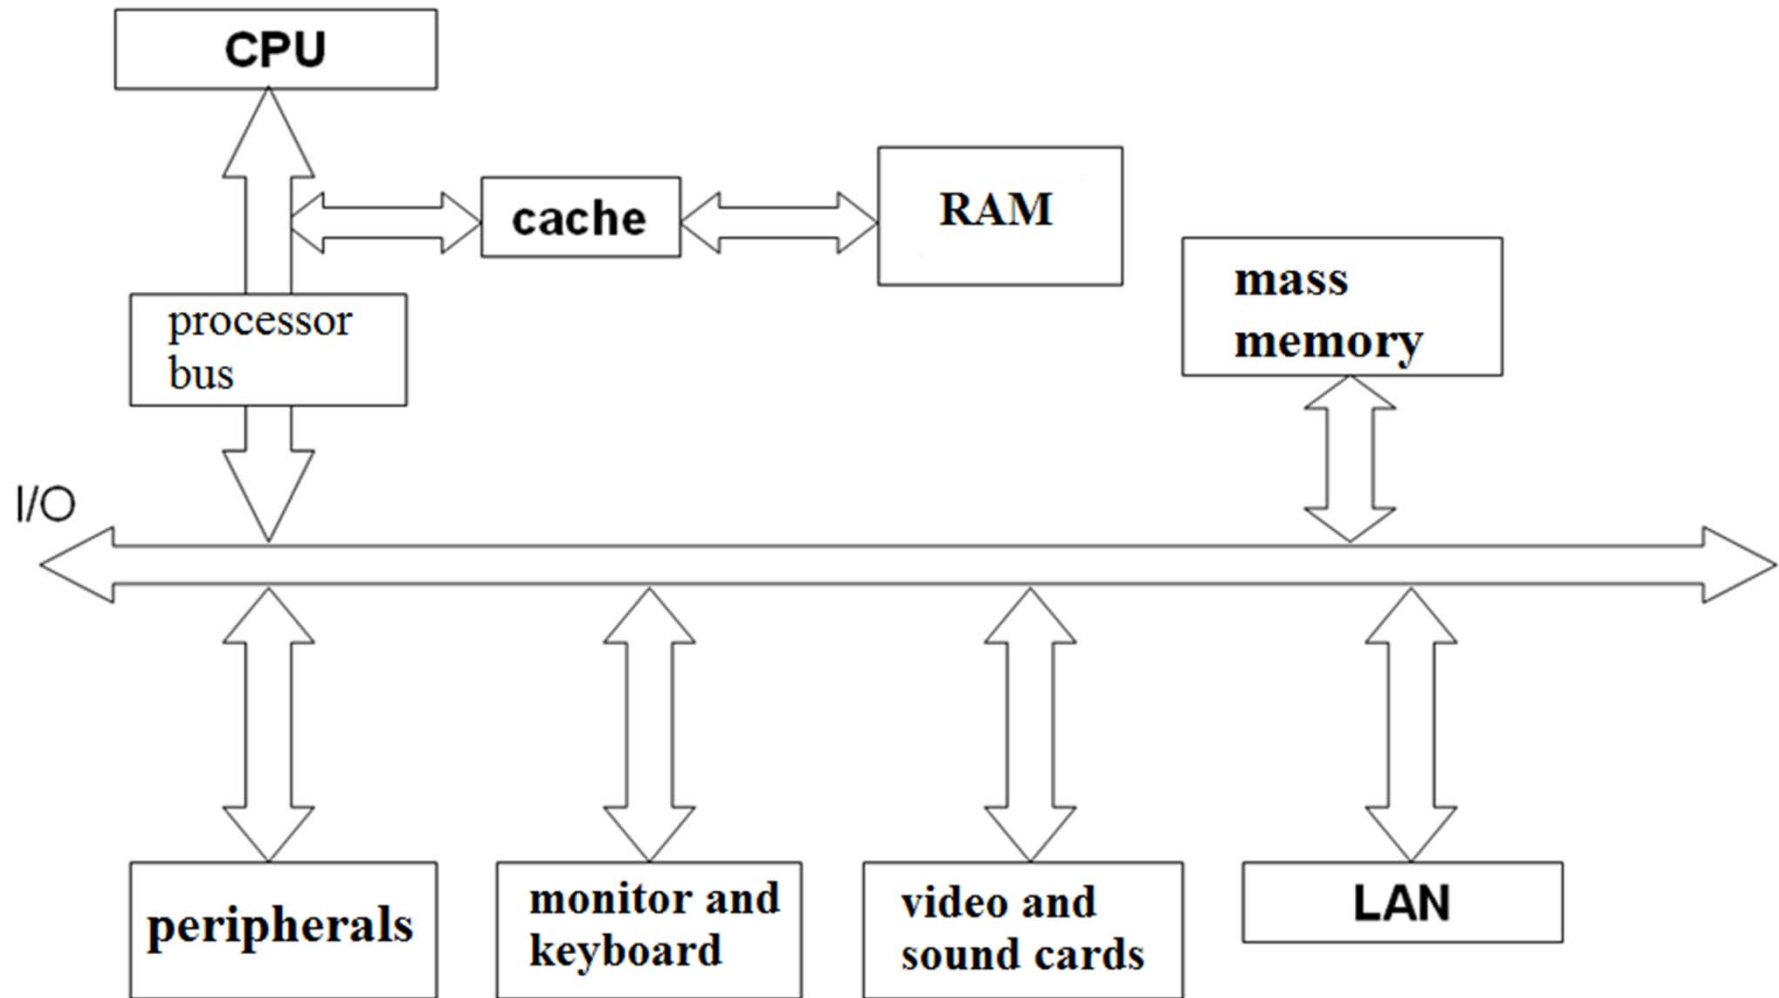 CPU
cache
RAM
mass
memory
processor
bus
I/O
peripherals
monitor and
keyboard
video and
sound cards
LAN